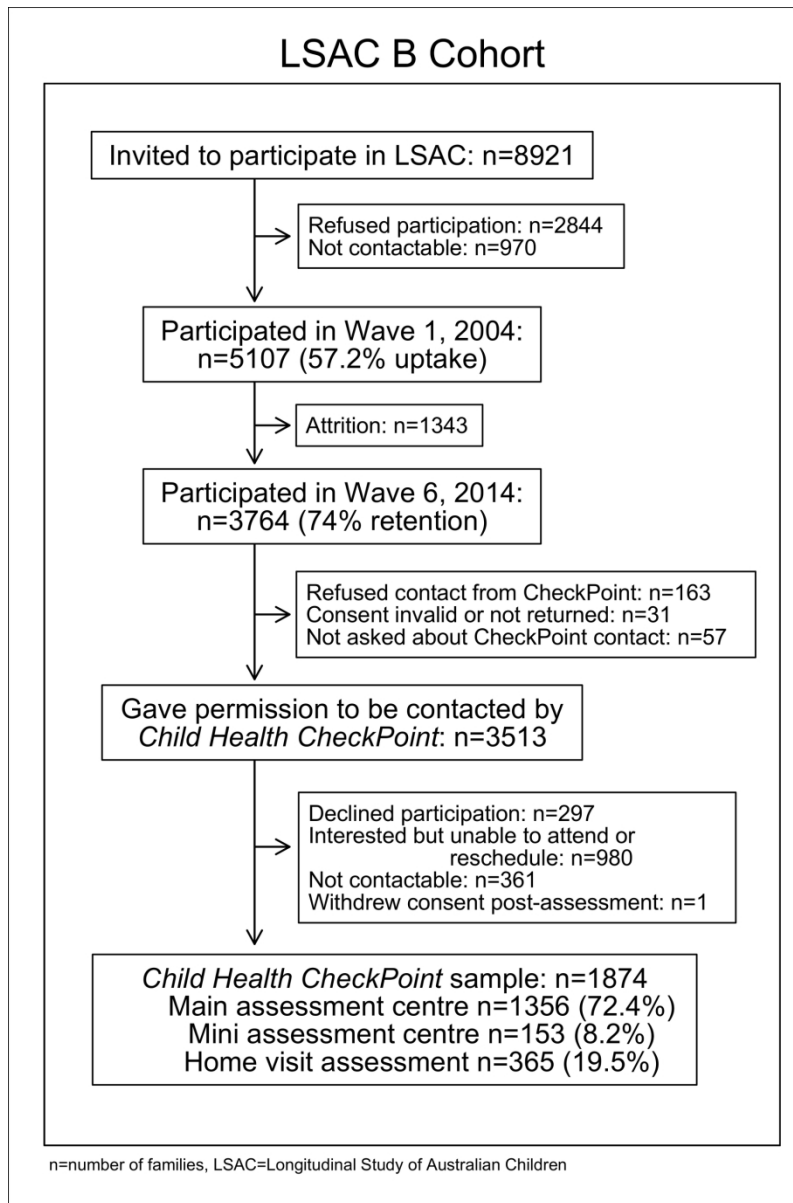 LSAC B Cohort
Invited to participate in LSAC: n=8921
Refused participation: n=2844
Not contactable: n=970
Participated in Wave 1, 2004:
n=5107 (57.2% uptake)
Attrition: n=1343
Participated in Wave 6, 2014:
n=3764 (74% retention)
Refused contact from CheckPoint: n=163
Consent invalid or not returned: n=31
Not asked about CheckPoint contact: n=57
Gave permission to be contacted by
Child Health CheckPoint: n=3513
Declined participation: n=297
Interested but unable to attend or
reschedule: n=980
Not contactable: n=361
Withdrew consent post-assessment: n=1
Child Health CheckPoint sample: n=1874
Main assessment centre n=1356 (72.4%)
Mini assessment centre n=153 (8.2%)
Home visit assessment n=365 (19.5%)
n=number of families, LSAC=Longitudinal Study of Australian Children